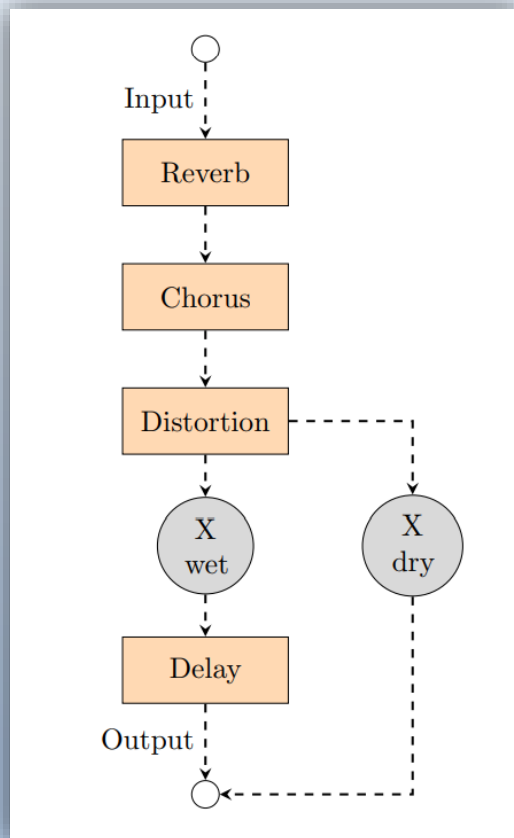 Input
Reverb
Chorus
Distortion
X
wet
X
dry
Delay
Output